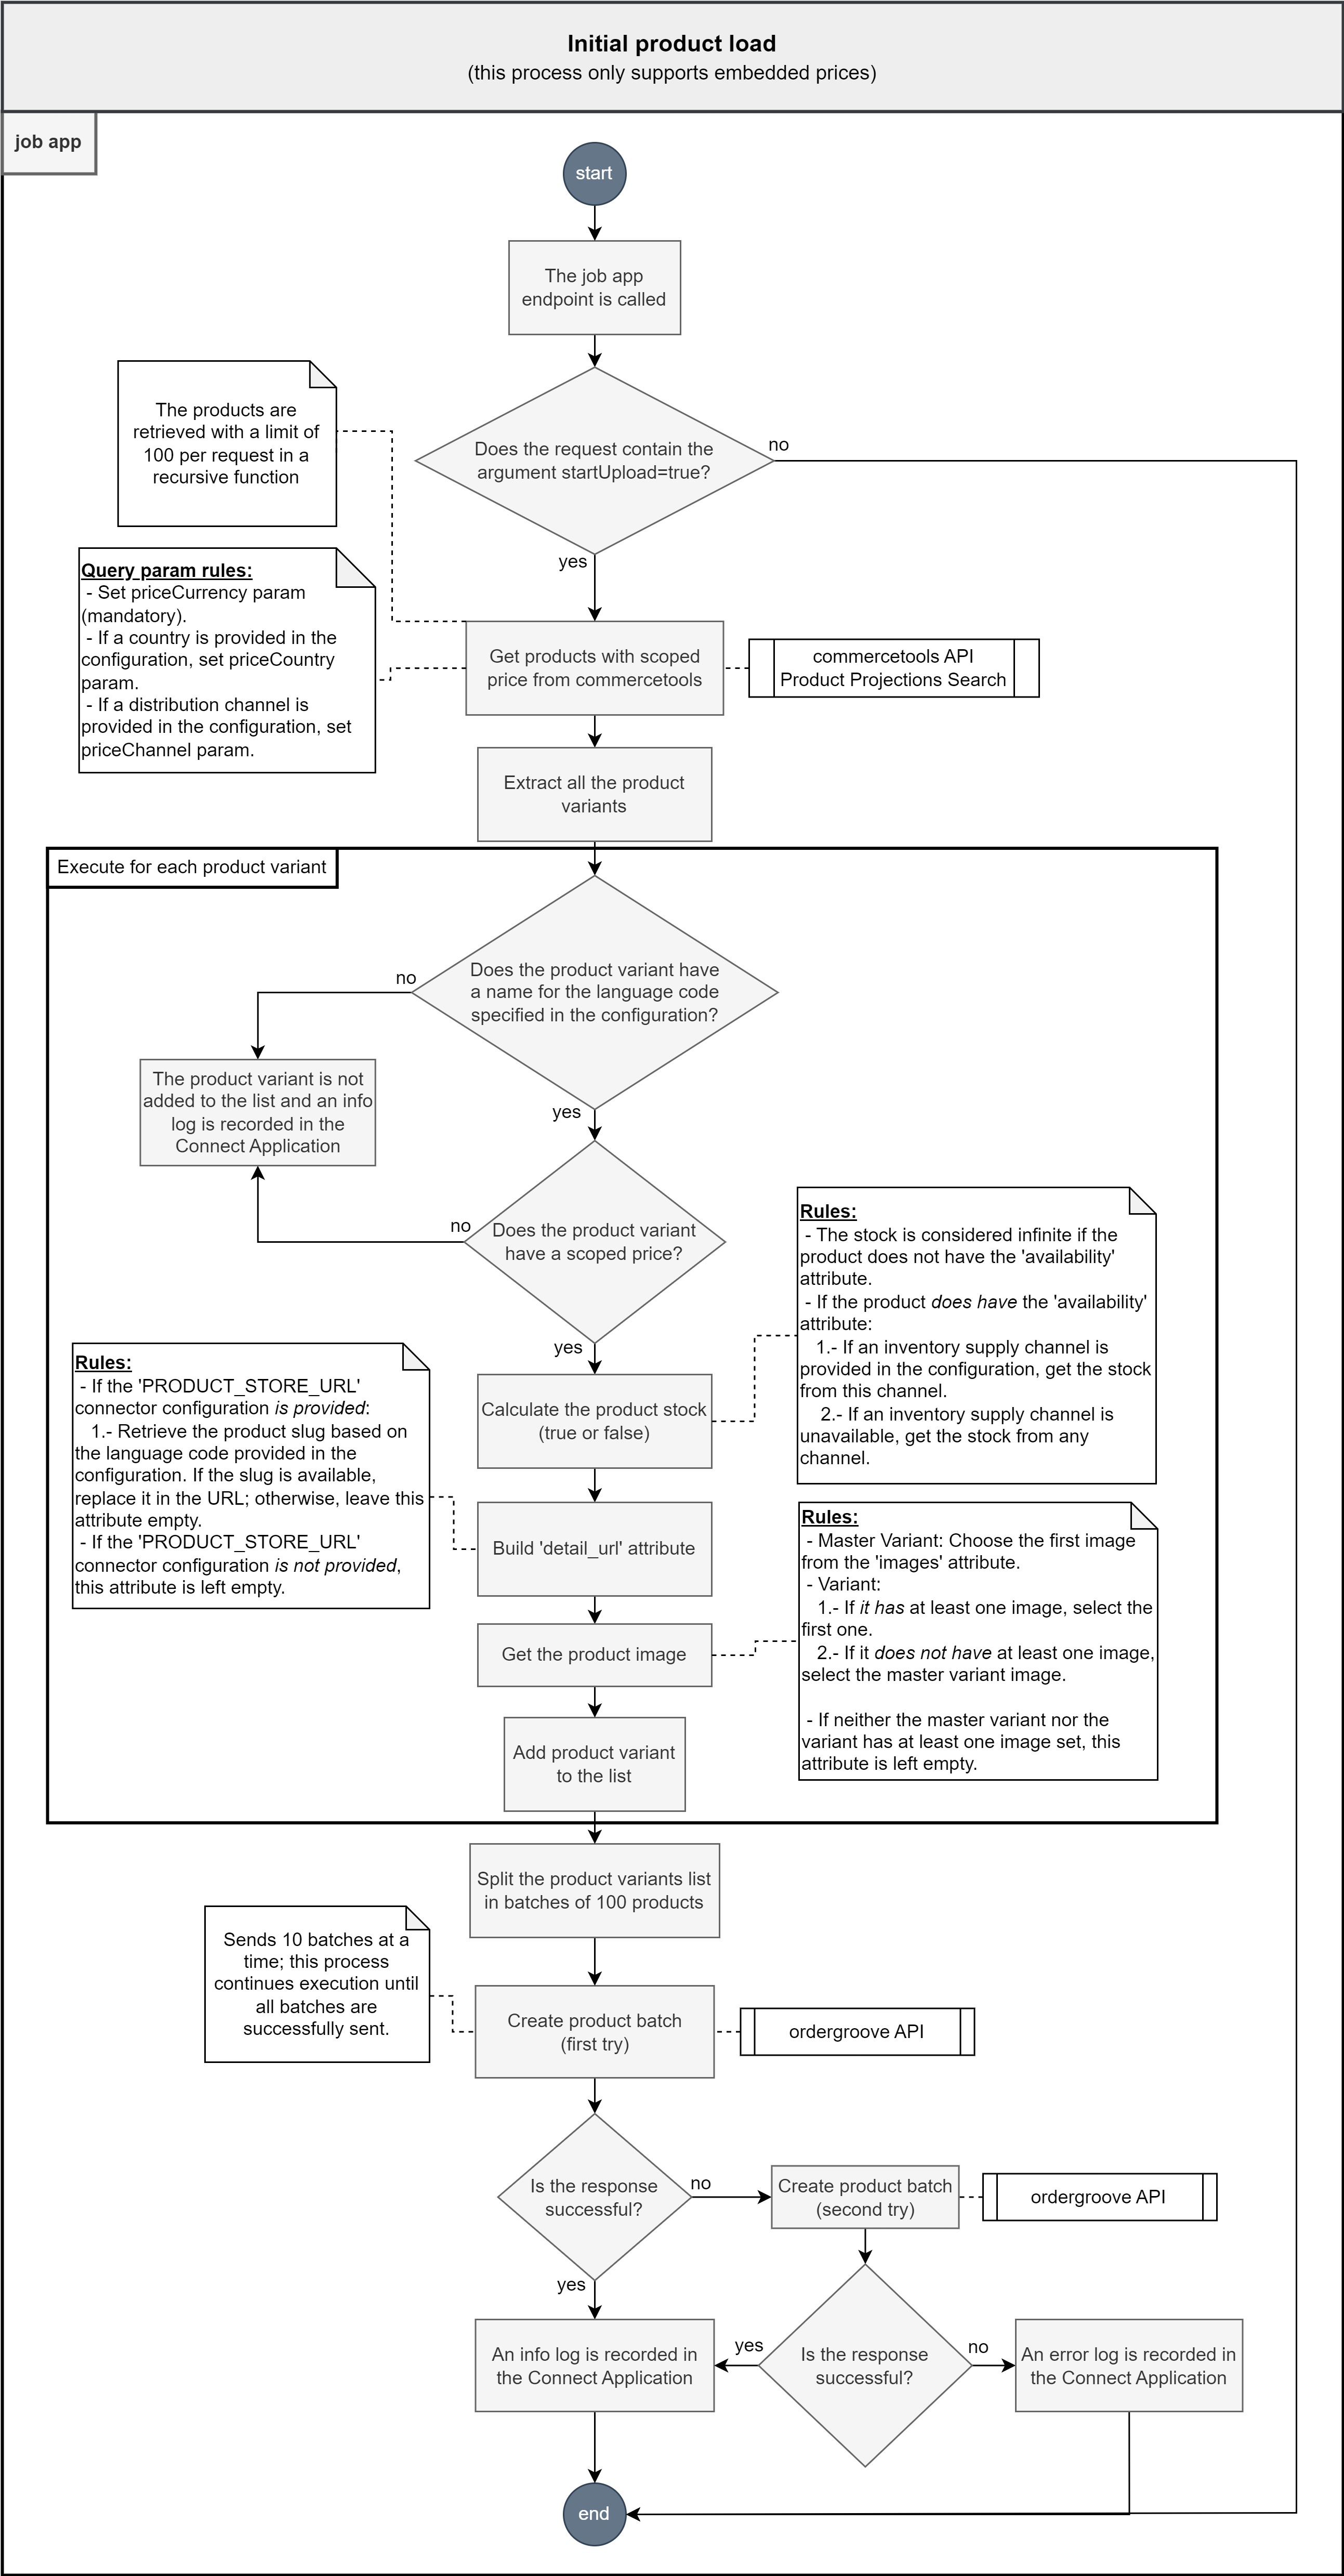 Initial product load
(this process only supports embedded prices)
job app
start
The job app
endpoint is called
The products are
retrieved with a limit of
100 per request in a
recursive function
Does the request contain the
argument startUpload=true?
no
yes
Query param rules:
- Set priceCurrency param
(mandatory).
- If a country is provided in the
configuration, set priceCountry
param.
- If a distribution channel is
provided in the configuration, set
priceChannel param.
Get products with scoped
price from commercetools
commercetools API
Product Projections Search
Extract all the product
variants
Execute for each product variant
Does the product variant have
a name for the language code
specified in the configuration?
no
yes
The product variant is not
added to the list and an info
log is recorded in the
Connect Application
Does the product variant
have a scoped price?
no
yes
Rules:
- The stock is considered infinite if the
product does not have the 'availability'
attribute.
- If the product does have the 'availability'
attribute:
1.- If an inventory supply channel is
provided in the configuration, get the stock
from this channel.
2.- If an inventory supply channel is
unavailable, get the stock from any
channel.
Calculate the product stock
(true or false)
Rules:
- If the 'PRODUCT_STORE_URL'
connector configuration is provided:
1.- Retrieve the product slug based on
the language code provided in the
configuration. If the slug is available,
replace it in the URL; otherwise, leave this
attribute empty.
- If the 'PRODUCT_STORE_URL'
connector configuration is not provided,
this attribute is left empty.
Build 'detail_url' attribute
Rules:
- Master Variant: Choose the first image
from the 'images' attribute.
- Variant:
1.- If it has at least one image, select the
first one.
2.- If it does not have at least one image,
select the master variant image.
- If neither the master variant nor the
variant has at least one image set, this
attribute is left empty.
Get the product image
Add product variant
to the list
Split the product variants list
in batches of 100 products
Sends 10 batches at a
time; this process
continues execution until
all batches are
successfully sent.
Create product batch
(first try)
ordergroove API
Is the response
successful?
no
yes
Create product batch
(second try)
ordergroove API
An info log is recorded in
the Connect Application
yes
Is the response
successful?
no
An error log is recorded in
the Connect Application
end